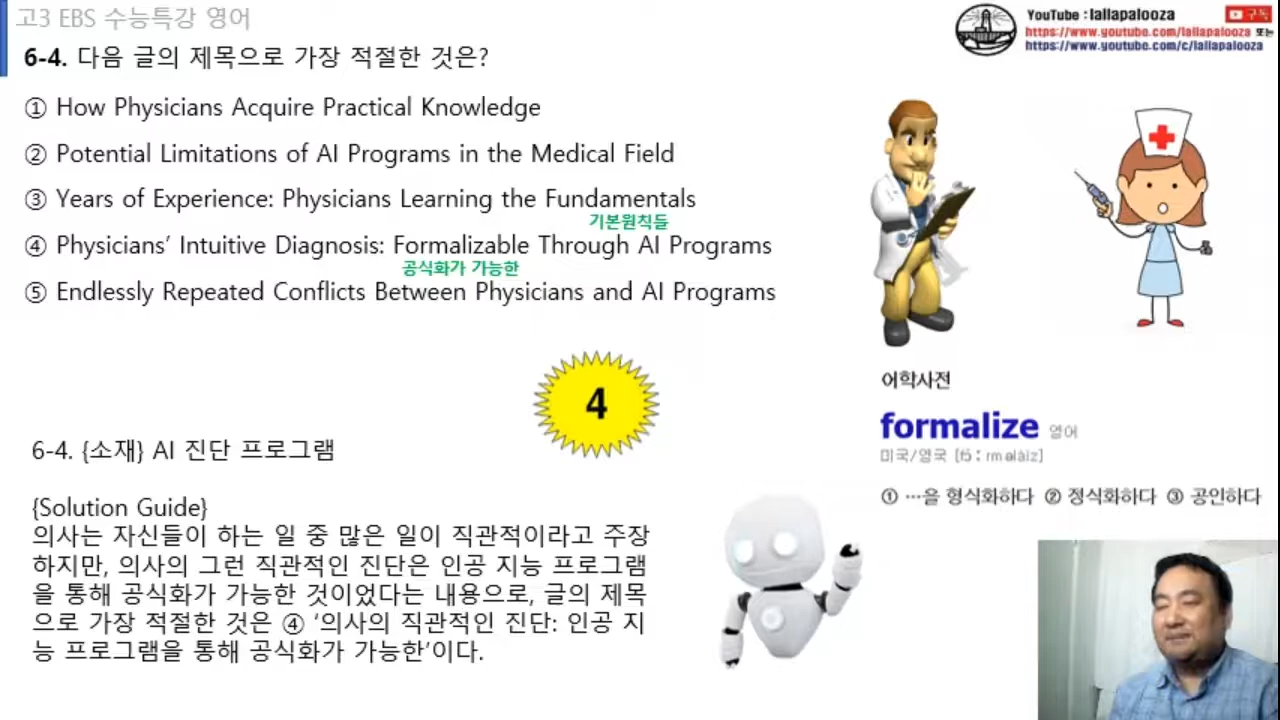 고3 EBS 수능특강 영어
YouTube : lallapalooza
구독
https://www.youtube.com/lallapalooza 또는
https://www.youtube.com/c/lallapalooza
6-4. 다음 글의 제목으로 가장 적절한 것은?
① How Physicians Acquire Practical Knowledge
② Potential Limitations of AI Programs in the Medical Field
③ Years of Experience: Physicians Learning the Fundamentals
기본원칙들
④ Physicians’ Intuitive Diagnosis: Formalizable Through AI Programs
공식화가 가능한
⑤ Endlessly Repeated Conflicts Between Physicians and AI Programs
4
6-4. {소재} AI 진단 프로그램
{Solution Guide}
의사는 자신들이 하는 일 중 많은 일이 직관적이라고 주장
하지만, 의사의 그런 직관적인 진단은 인공 지능 프로그램
을 통해 공식화가 가능한 것이었다는 내용으로, 글의 제목
으로 가장 적절한 것은 ④ ‘의사의 직관적인 진단: 인공 지
능 프로그램을 통해 공식화가 가능한’이다.
어학사전
formalize 영어
미국/영국 [fɔ́ːrməlàiz]
① …을 형식화하다 ② 정식화하다 ③ 공인하다